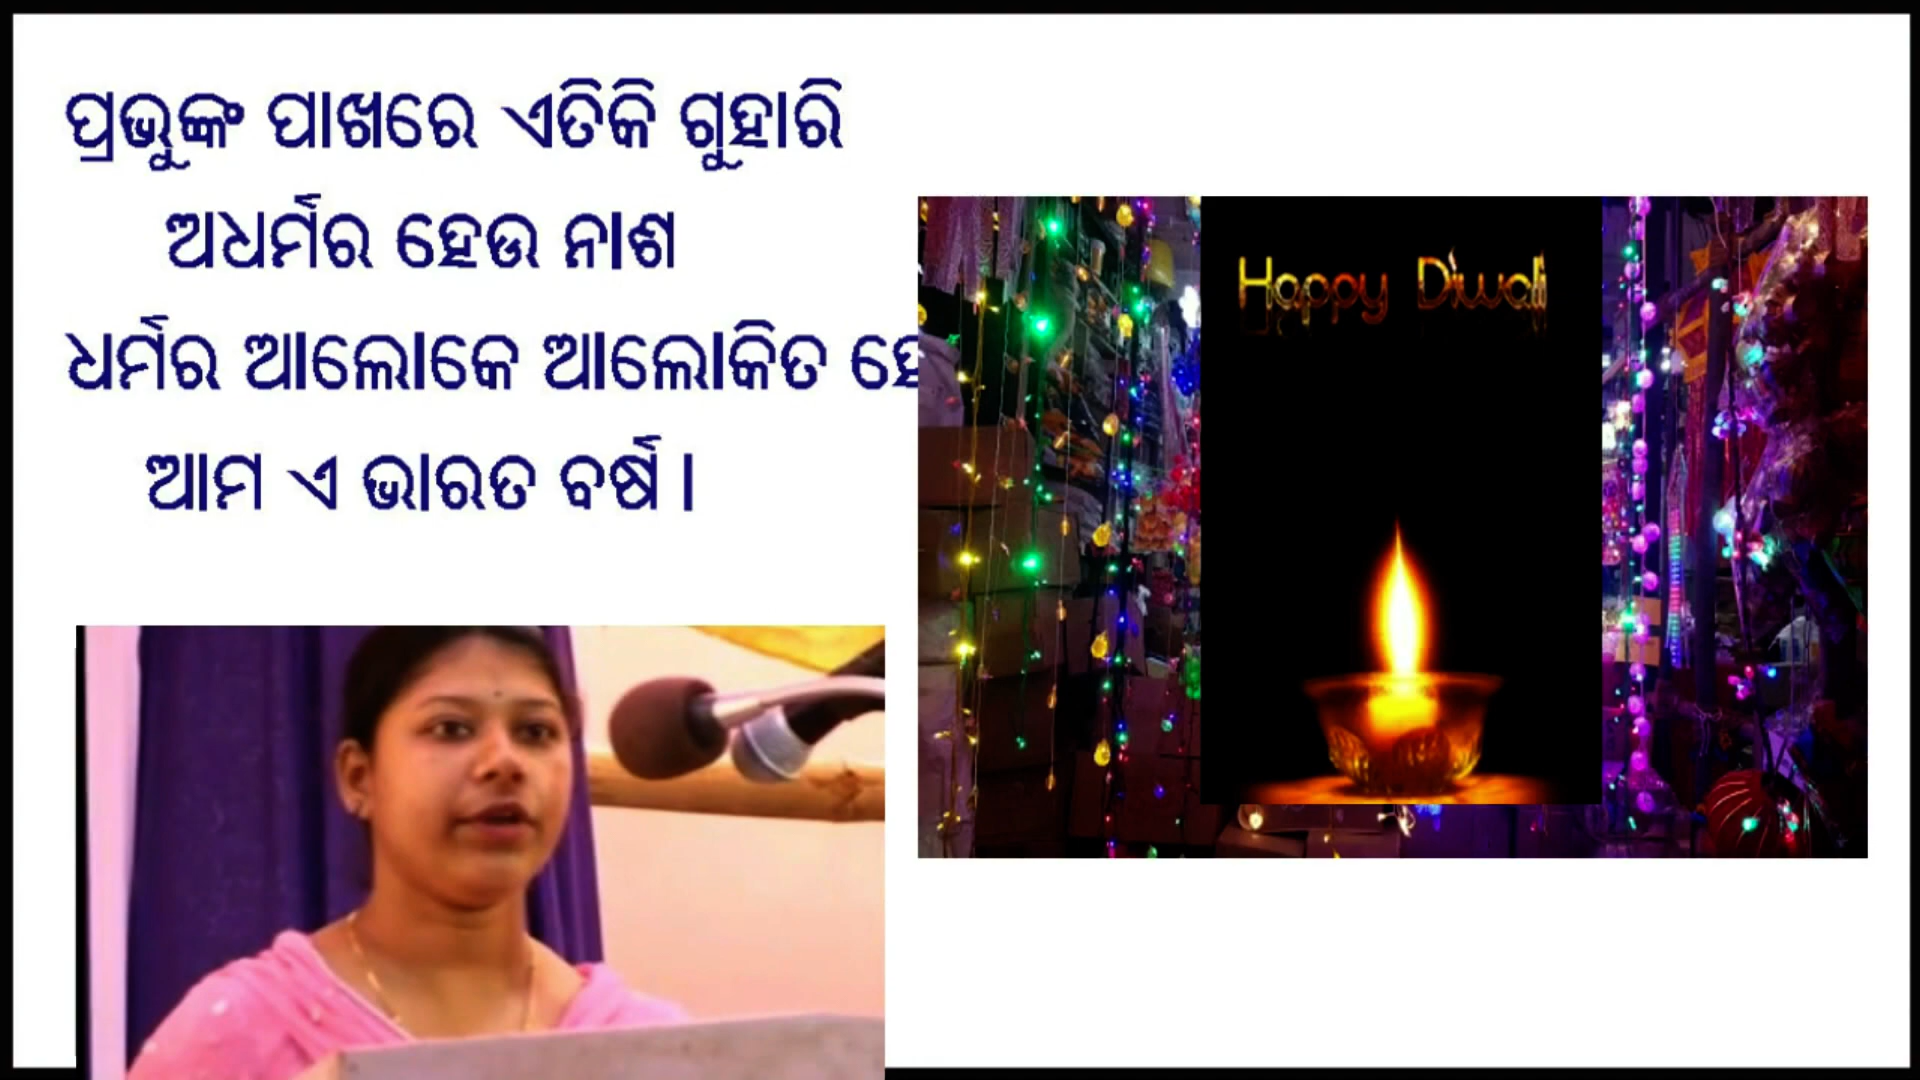 ପ୍ରଭୁଙ୍କ ପାଖରେ ଏତିକି ଗୁହାରି
ଅଧର୍ମର ହେଉ ନାଶ
ଧର୍ମର ଆଲୋକେ ଆଲୋକିତ
ଆମ ଏ ଭାରତ ବର୍ଷ ।
Happy Diwali